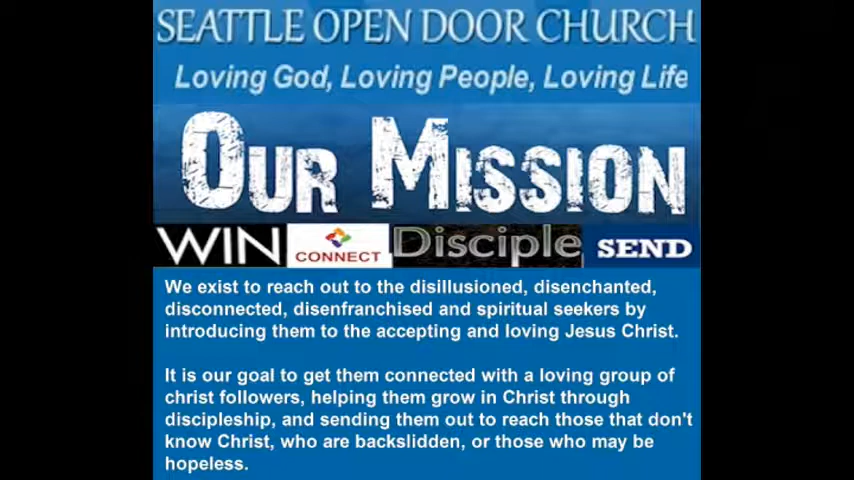 SEATTLE OPEN DOOR CHURCH
Loving God, Loving People, Loving Life
OUR MISSION
WIN CONNECT Disciple SEND
We exist to reach out to the disillusioned, disenchanted,
disconnected, disenfranchised and spiritual seekers by
introducing them to the accepting and loving Jesus Christ.
It is our goal to get them connected with a loving group of
christ followers, helping them grow in Christ through
discipleship, and sending them out to reach those that don't
know Christ, who are backslidden, or those who may be
hopeless.